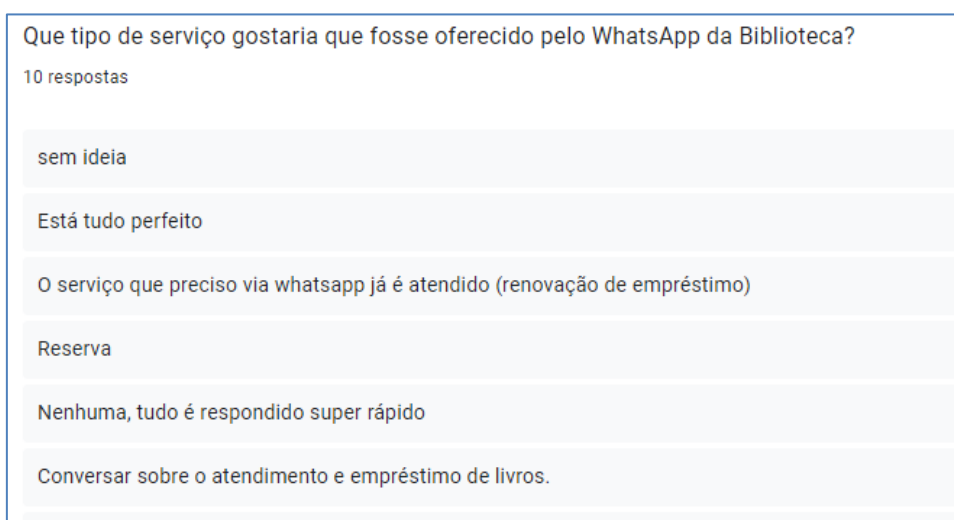 Que tipo de serviço gostaria que fosse oferecido pelo WhatsApp da Biblioteca?
10 respostas
sem ideia
Está tudo perfeito
O serviço que preciso via whatsapp já é atendido (renovação de empréstimo)
Reserva
Nenhuma, tudo é respondido super rápido
Conversar sobre o atendimento e empréstimo de livros.